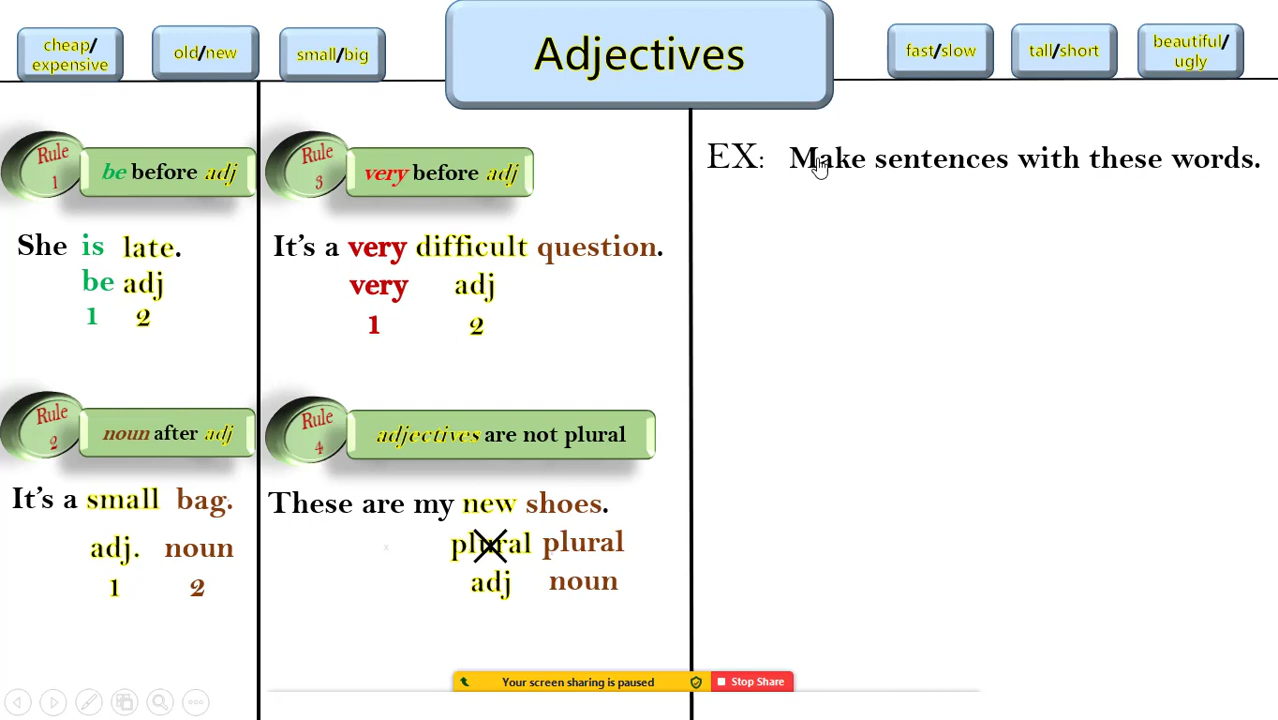 cheap/
expensive
old/new
small/big
Adjectives
fast/slow
tall/short
beautiful/
ugly
Rule
1
be before adj
She is late.
be adj
1 2
Rule
2
noun after adj
It's a small bag.
adj. noun
1 2
Rule
3
very before adj
It's a very difficult question.
very adj
1 2
Rule
4
adjectives are not plural
These are my new shoes.
plural plural
adj noun
EX: Make sentences with these words.
Your screen sharing is paused
Stop Share